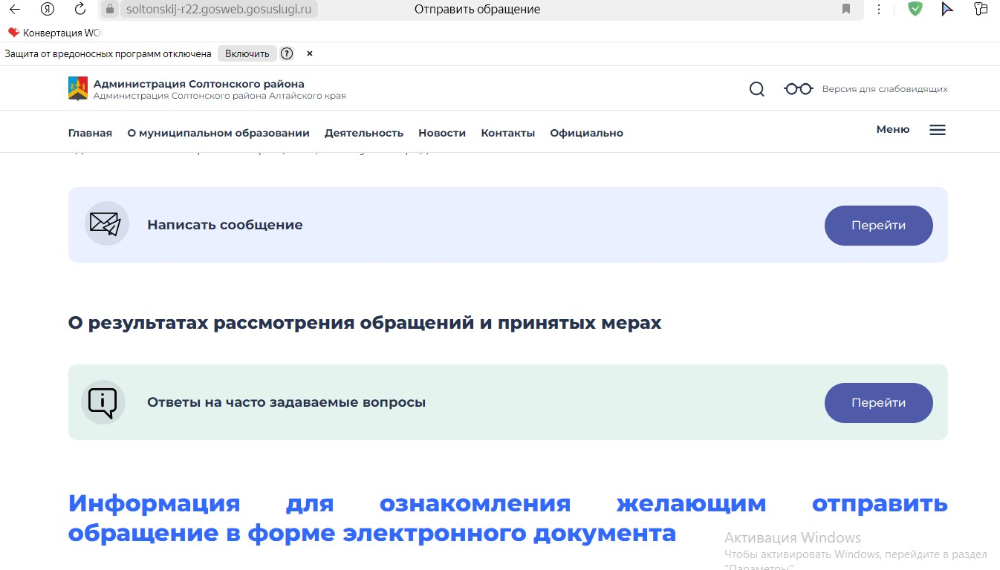 soltonskij-r22.gosweb.gosuslugi.ru Отправить обращение
Конвертация WO
Защита от вредоносных программ отключена Включить ? ×
Администрация Солтонского района
Администрация Солтонского района Алтайского края
Версия для слабовидящих
Главная О муниципальном образовании Деятельность Новости Контакты Официально Меню
Написать сообщение Перейти
О результатах рассмотрения обращений и принятых мерах
Ответы на часто задаваемые вопросы Перейти
Информация для ознакомления желающим отправить
обращение в форме электронного документа
Активация Windows
Чтобы активировать Windows, перейдите в раздел
"Параметры"